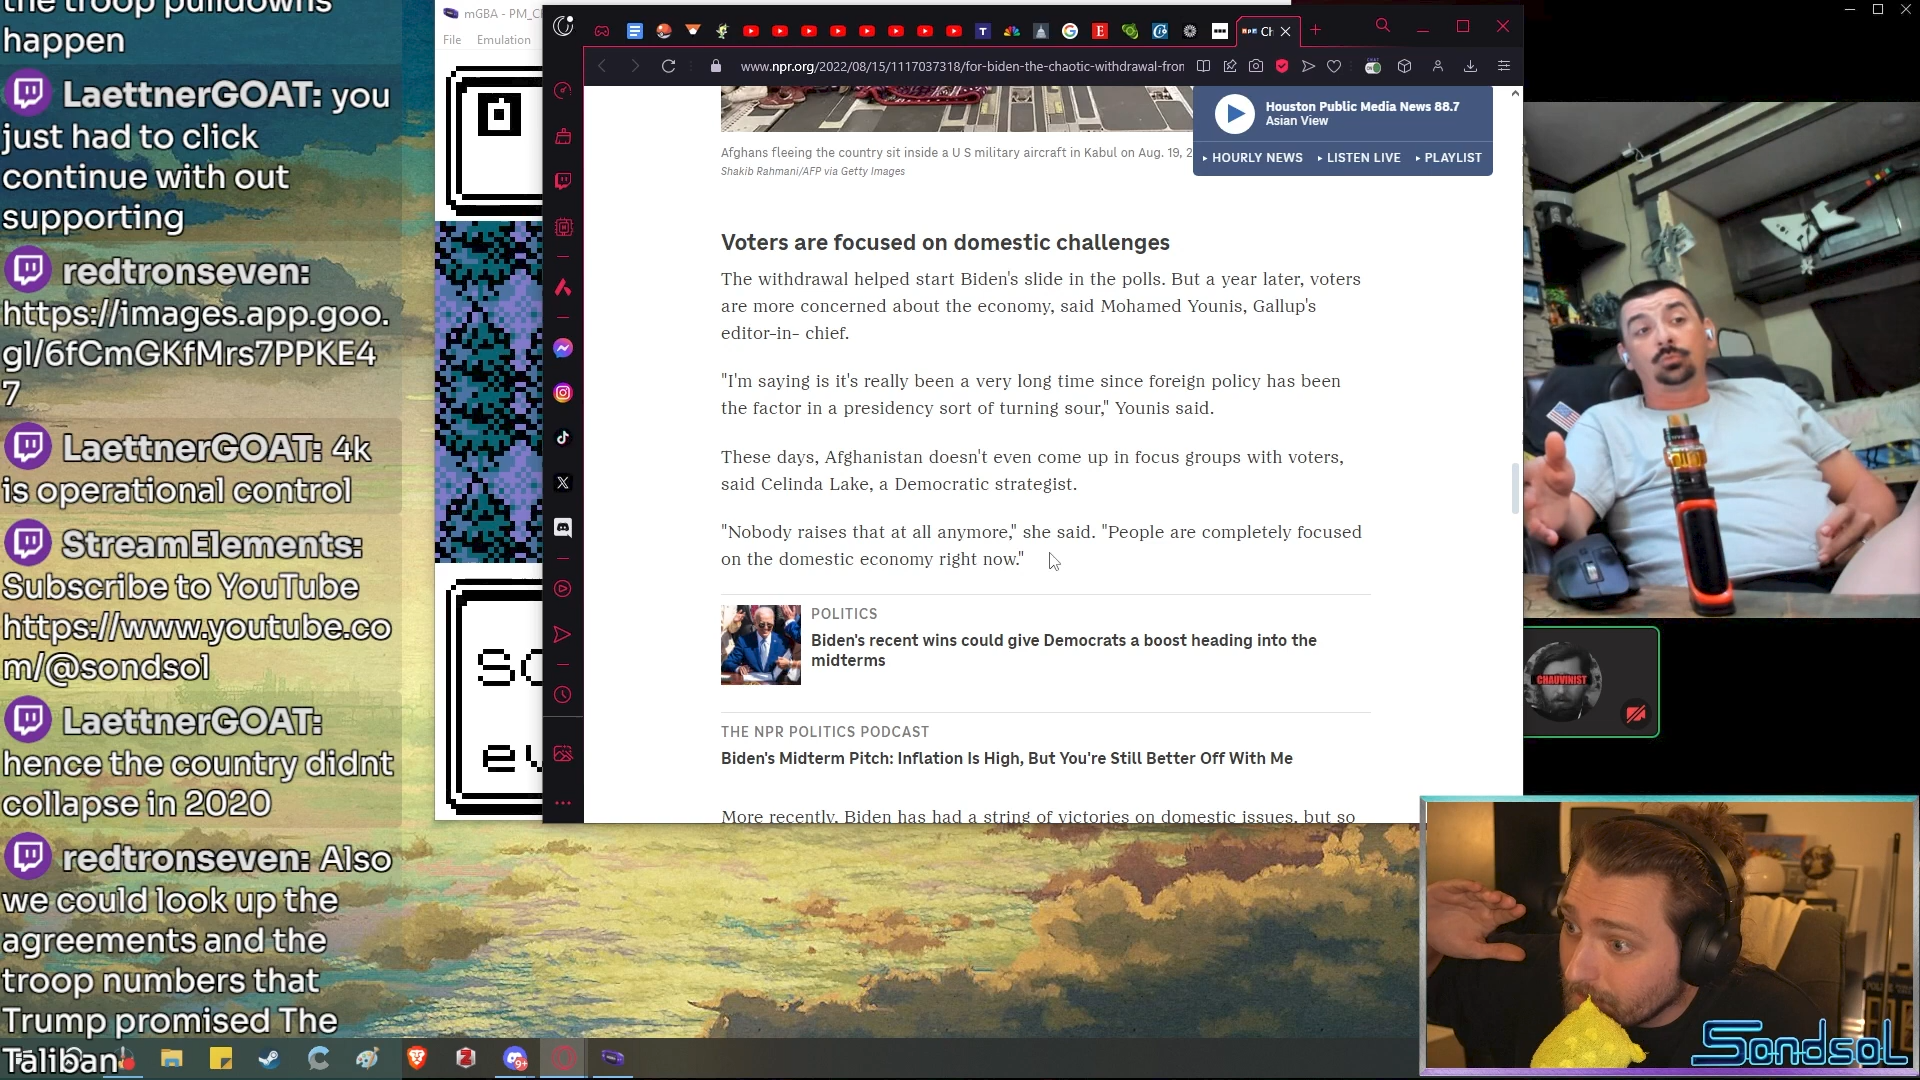 the troop pulldowns
happen
LaettnerGOAT: you
just had to click
continue with out
supporting
redtronseven:
https://images.app.goo.
gl/6fCmGKfMrs7PPKE4
7
LaettnerGOAT: 4k
is operational control
StreamElements:
Subscribe to YouTube
https://www.youtube.co
m/@sondsol
LaettnerGOAT:
hence the country didnt
collapse in 2020
redtronseven: Also
we could look up the
agreements and the
troop numbers that
Trump promised The
Taliban
mGBA - PM_C
File Emulation
www.npr.org/2022/08/15/1117037318/for-biden-the-chaotic-withdrawal-fron
Houston Public Media News 88.7
Asian View
HOURLY NEWS LISTEN LIVE PLAYLIST
Afghans fleeing the country sit inside a U S military aircraft in Kabul on Aug. 19, 2
Shakib Rahmani/AFP via Getty Images
Voters are focused on domestic challenges
The withdrawal helped start Biden's slide in the polls. But a year later, voters
are more concerned about the economy, said Mohamed Younis, Gallup's
editor-in- chief.
"I'm saying is it's really been a very long time since foreign policy has been
the factor in a presidency sort of turning sour," Younis said.
These days, Afghanistan doesn't even come up in focus groups with voters,
said Celinda Lake, a Democratic strategist.
"Nobody raises that at all anymore," she said. "People are completely focused
on the domestic economy right now."
POLITICS
Biden's recent wins could give Democrats a boost heading into the
midterms
THE NPR POLITICS PODCAST
Biden's Midterm Pitch: Inflation Is High, But You're Still Better Off With Me
More recently, Biden has had a string of victories on domestic issues, but so
CHAUVINIST
Sondsol